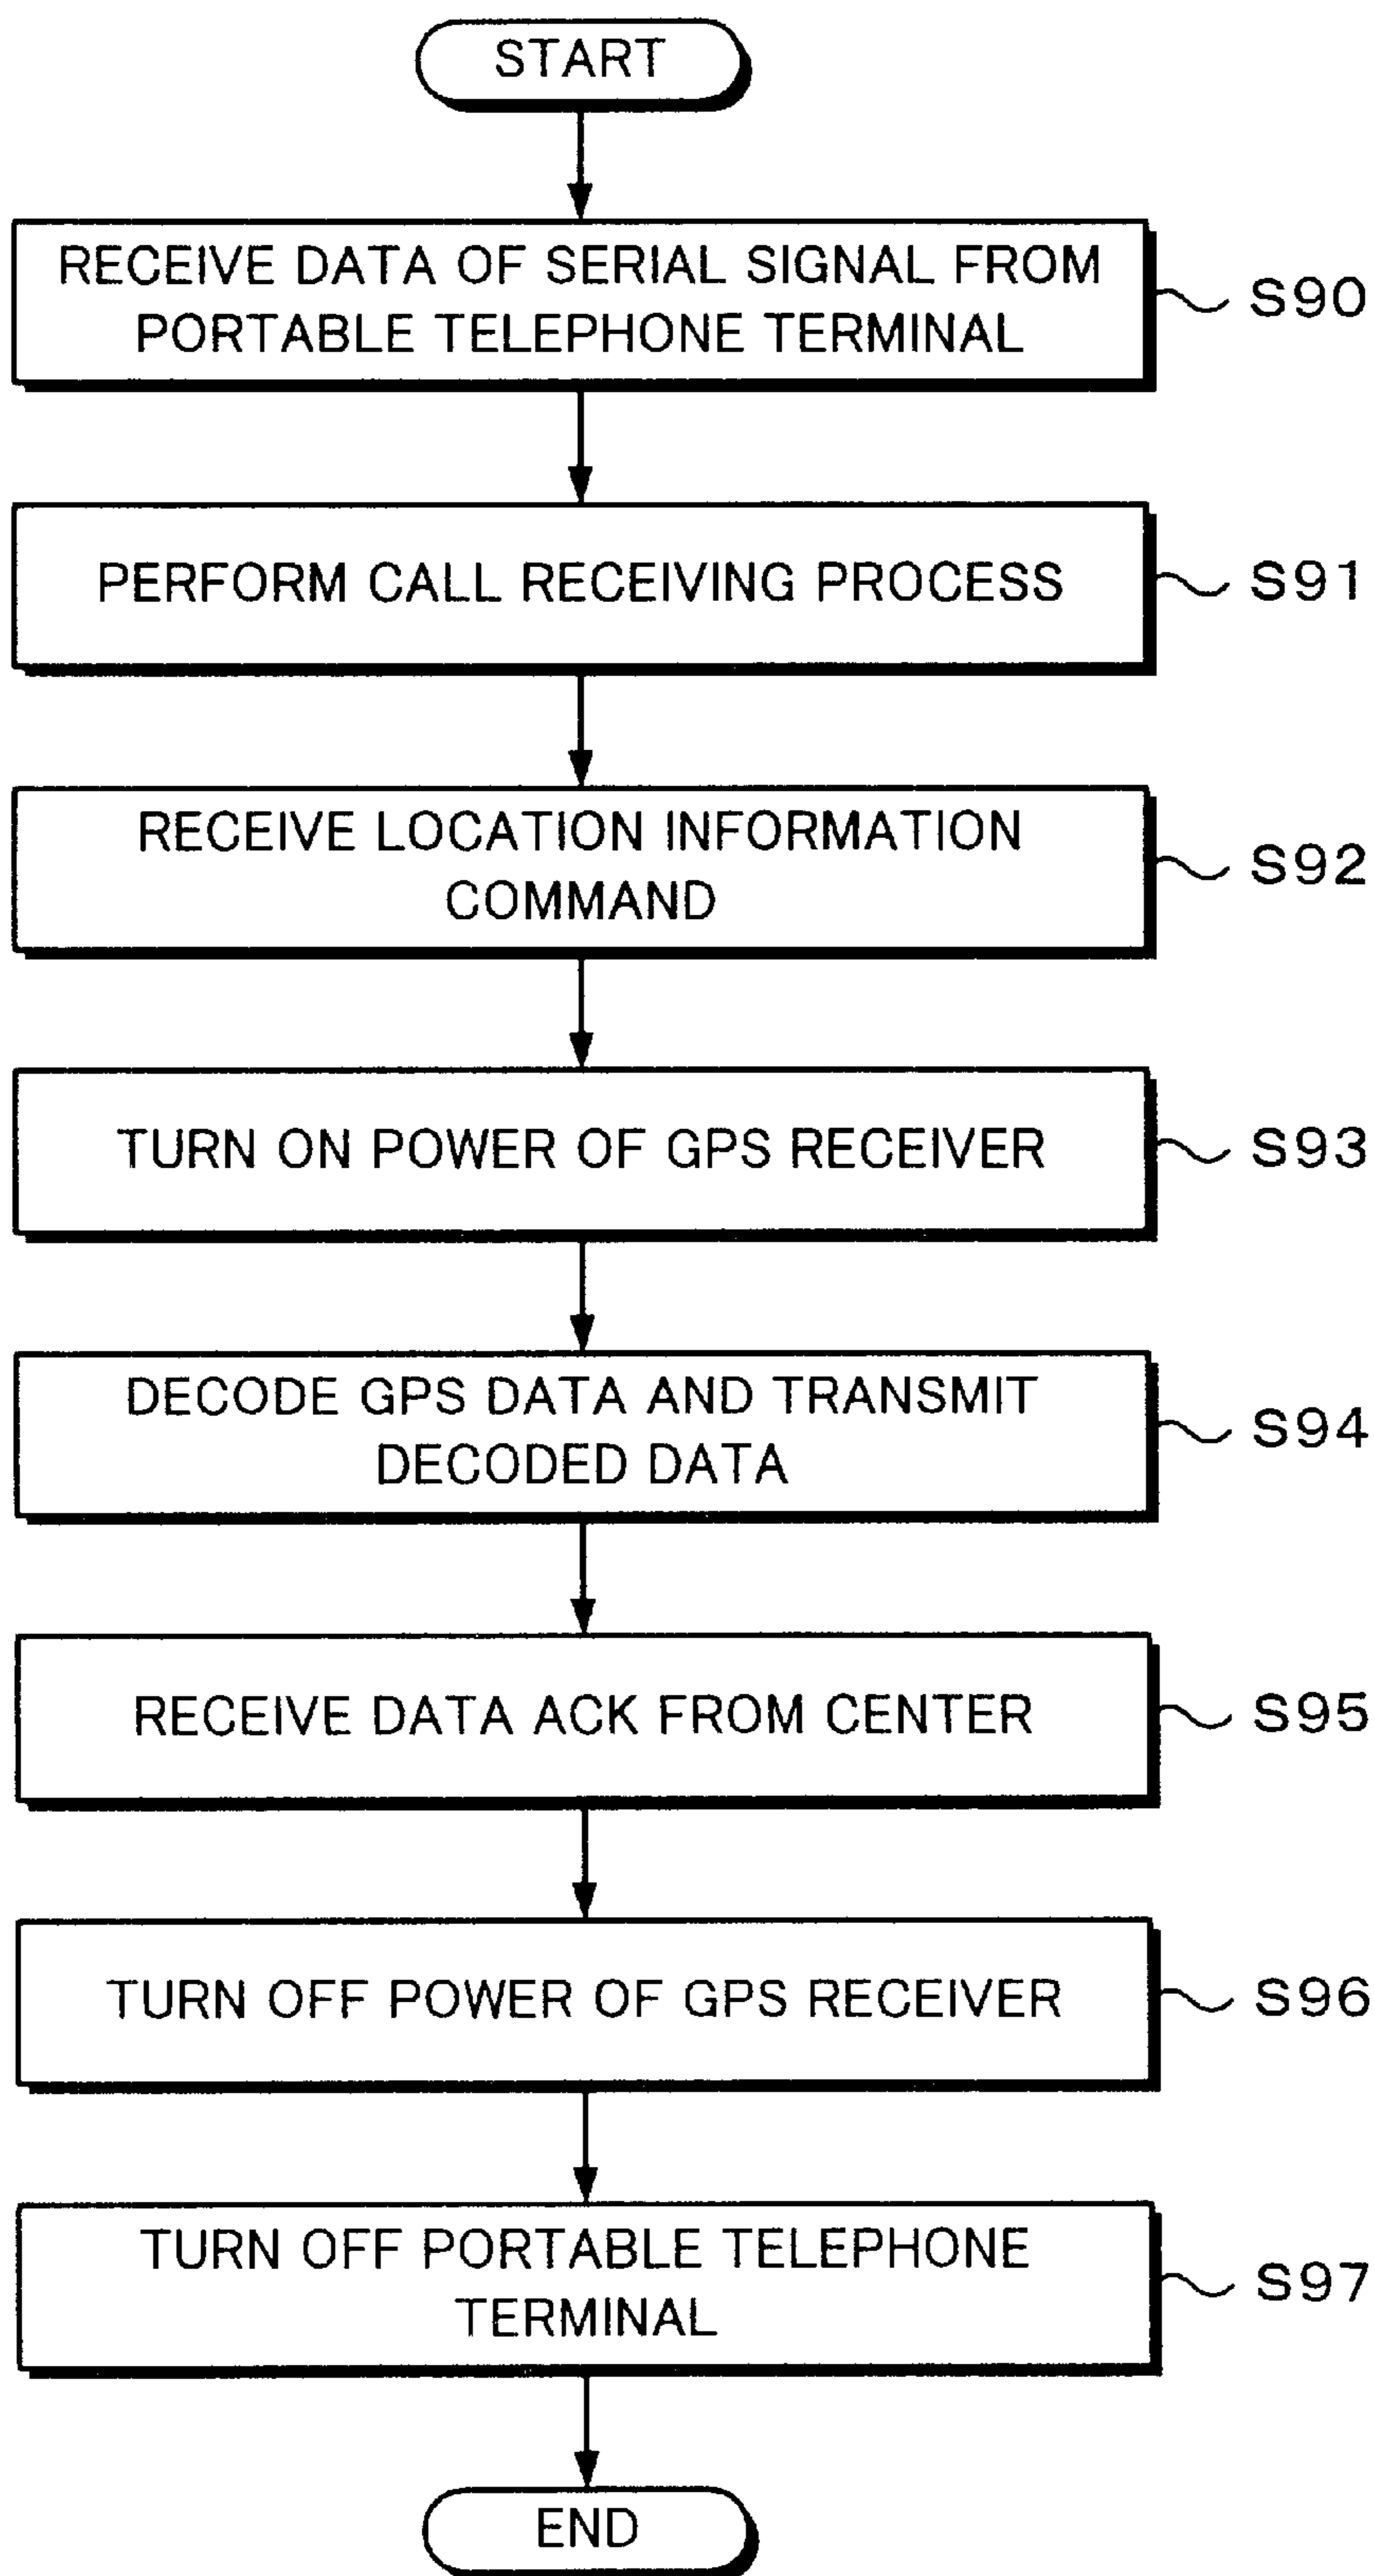 START
RECEIVE DATA OF SERIAL SIGNAL FROM
PORTABLE TELEPHONE TERMINAL
S90
PERFORM CALL RECEIVING PROCESS
S91
RECEIVE LOCATION INFORMATION
COMMAND
S92
TURN ON POWER OF GPS RECEIVER
S93
DECODE GPS DATA AND TRANSMIT
DECODED DATA
S94
RECEIVE DATA ACK FROM CENTER
S95
TURN OFF POWER OF GPS RECEIVER
S96
TURN OFF PORTABLE TELEPHONE
TERMINAL
S97
END